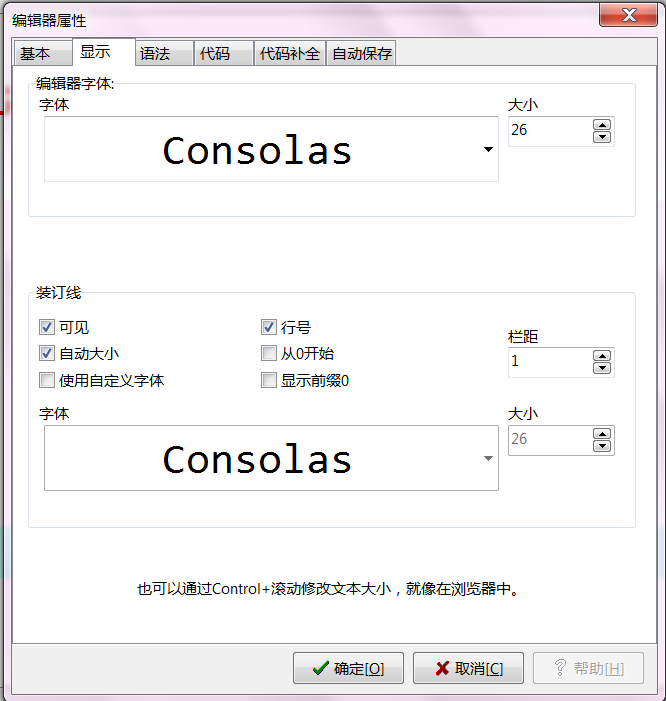 编辑器属性
基本 显示 语法 代码 代码补全 自动保存
编辑器字体:
字体 大小
Consolas 26
装订线
可见 行号
自动大小 从0开始 栏距
使用自定义字体 显示前缀0 1
字体 大小
Consolas 26
也可以通过Control+滚动修改文本大小，就像在浏览器中。
确定[O] 取消[C] 帮助[H]